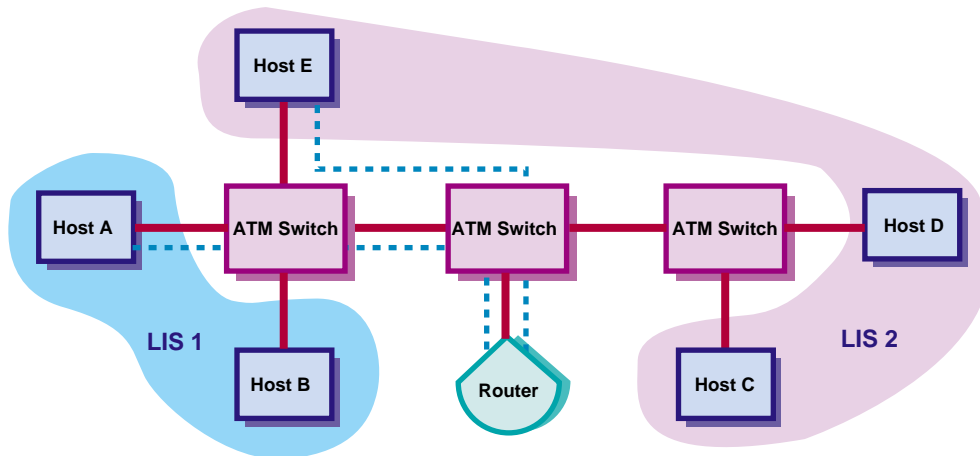 Host E
Host A
ATM Switch
ATM Switch
ATM Switch
Host D
LIS 1
LIS 2
Host B
Router
Host C